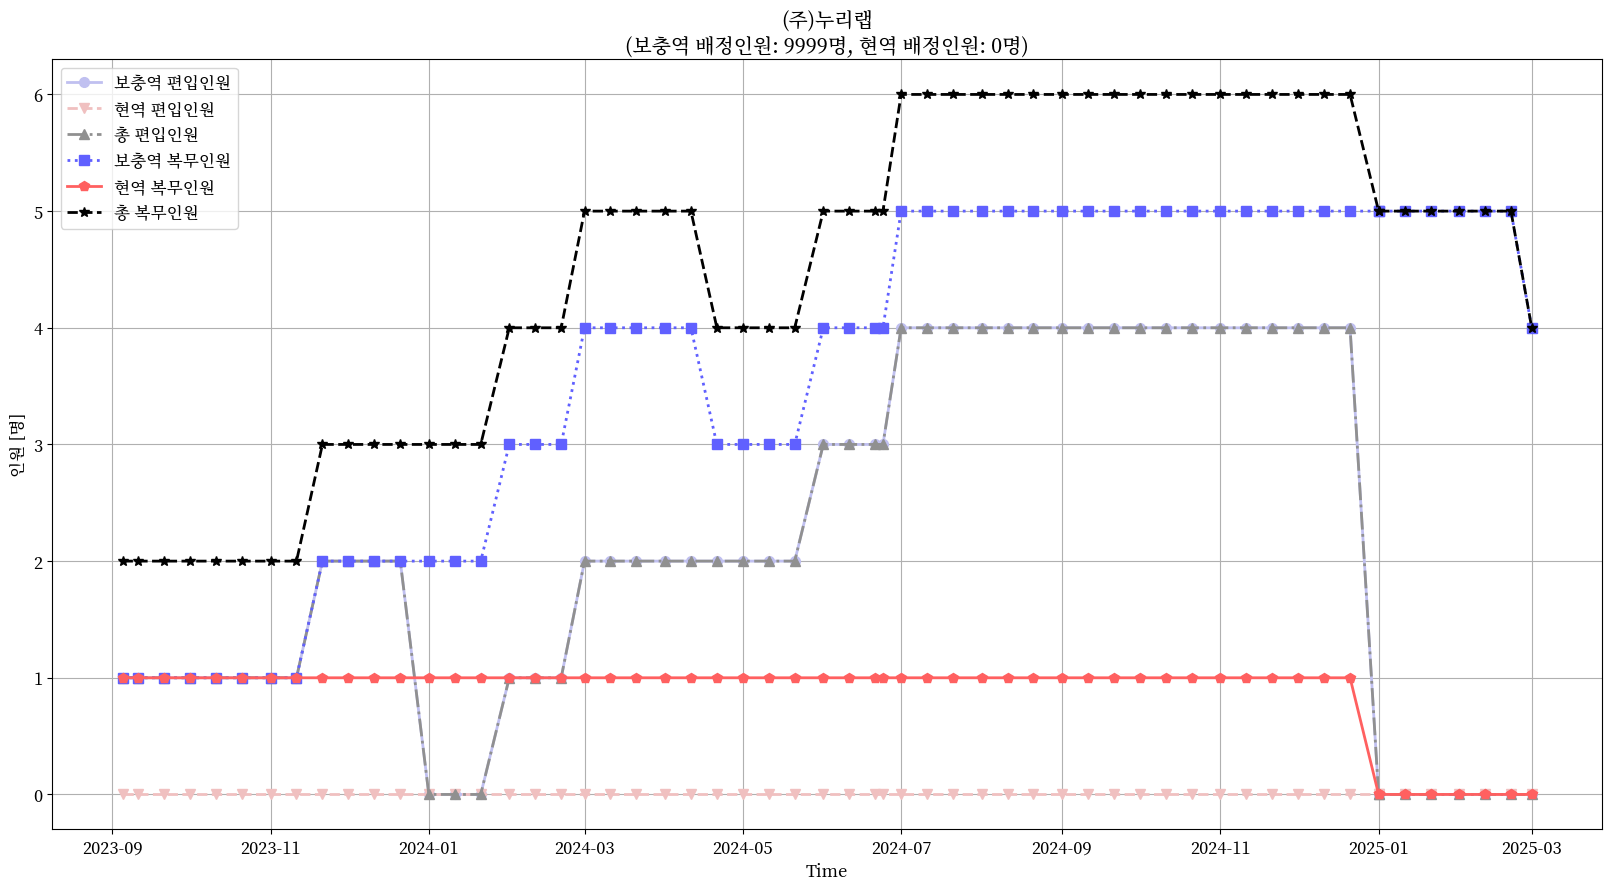 (주)누리랩
(보충역 배정인원: 9999명, 현역 배정인원: 0명)
보충역 편입인원
현역 편입인원
총 편입인원
보충역 복무인원
현역 복무인원
총 복무인원
인원 [명]
6
5
4
3
2
1
0
2023-09 2023-11 2024-01 2024-03 2024-05 2024-07 2024-09 2024-11 2025-01 2025-03
Time